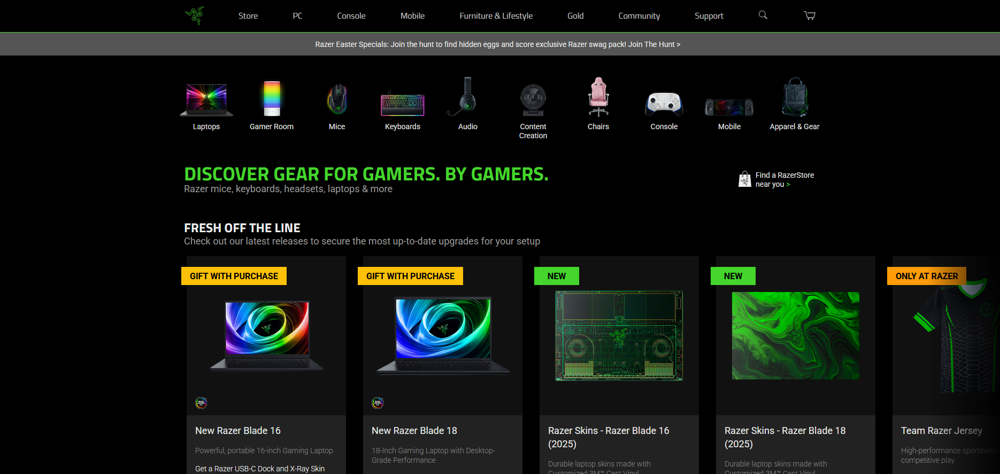 Store PC Console Mobile Furniture & Lifestyle Gold Community Support
Razer Easter Specials: Join the hunt to find hidden eggs and score exclusive Razer swag pack! Join The Hunt >
Laptops
Gamer Room
Mice
Keyboards
Audio
Content
Creation
Chairs
Console
Mobile
Apparel & Gear
DISCOVER GEAR FOR GAMERS. BY GAMERS.
Razer mice, keyboards, headsets, laptops & more
Find a RazerStore
near you >
FRESH OFF THE LINE
Check out our latest releases to secure the most up-to-date upgrades for your setup
GIFT WITH PURCHASE
New Razer Blade 16
Powerful, portable 16-inch Gaming Laptop
Get a Razer USB-C Dock and X-Ray Skin
GIFT WITH PURCHASE
New Razer Blade 18
18-Inch Gaming Laptop with Desktop-
Grade Performance
NEW
Razer Skins - Razer Blade 16
(2025)
Durable laptop skins made with
Customized 3M™ Cast Vinyl
NEW
Razer Skins - Razer Blade 18
(2025)
Durable laptop skins made with
Customized 3M™ Cast Vinyl
ONLY AT RAZER
Team Razer Jersey
High-performance sportswear
competitive play